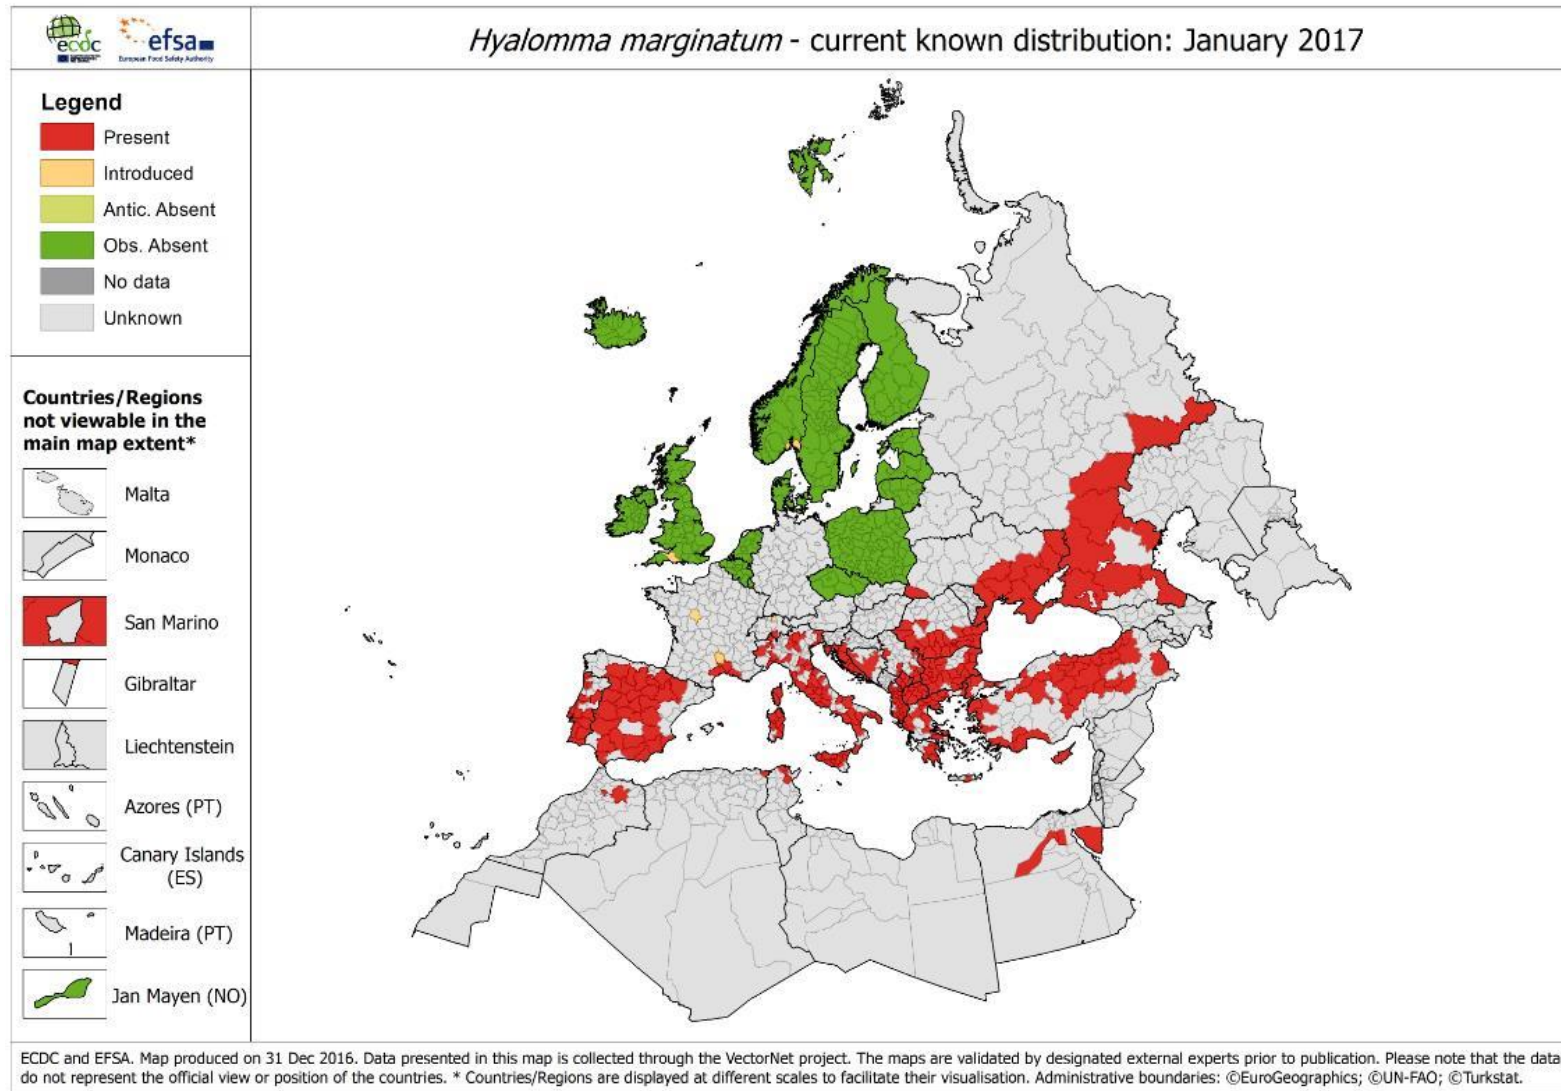 ecdc
efsa
European Food Safety Authority
Hyalomma marginatum - current known distribution: January 2017
Legend
Present
Introduced
Antic. Absent
Obs. Absent
No data
Unknown
Countries/Regions
not viewable in the
main map extent*
Malta
Monaco
San Marino
Gibraltar
Liechtenstein
Azores (PT)
Canary Islands
(ES)
Madeira (PT)
Jan Mayen (NO)
ECDC and EFSA. Map produced on 31 Dec 2016. Data presented in this map is collected through the VectorNet project. The maps are validated by designated external experts prior to publication. Please note that the data
do not represent the official view or position of the countries. * Countries/Regions are displayed at different scales to facilitate their visualisation. Administrative boundaries: ©EuroGeographics; ©UN-FAO; ©Turkstat.